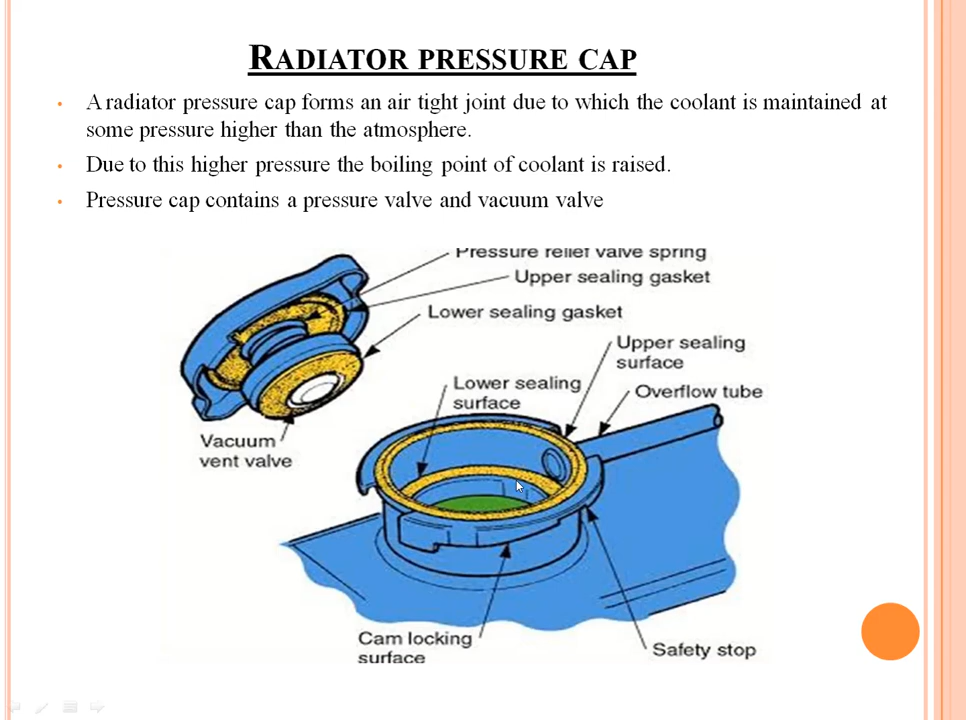 RADIATOR PRESSURE CAP
• A radiator pressure cap forms an air tight joint due to which the coolant is maintained at
some pressure higher than the atmosphere.
• Due to this higher pressure the boiling point of coolant is raised.
• Pressure cap contains a pressure valve and vacuum valve
Pressure relief valve spring
Upper sealing gasket
Lower sealing gasket
Upper sealing
surface
Lower sealing
surface
Overflow tube
Vacuum
vent valve
Cam locking
surface
Safety stop